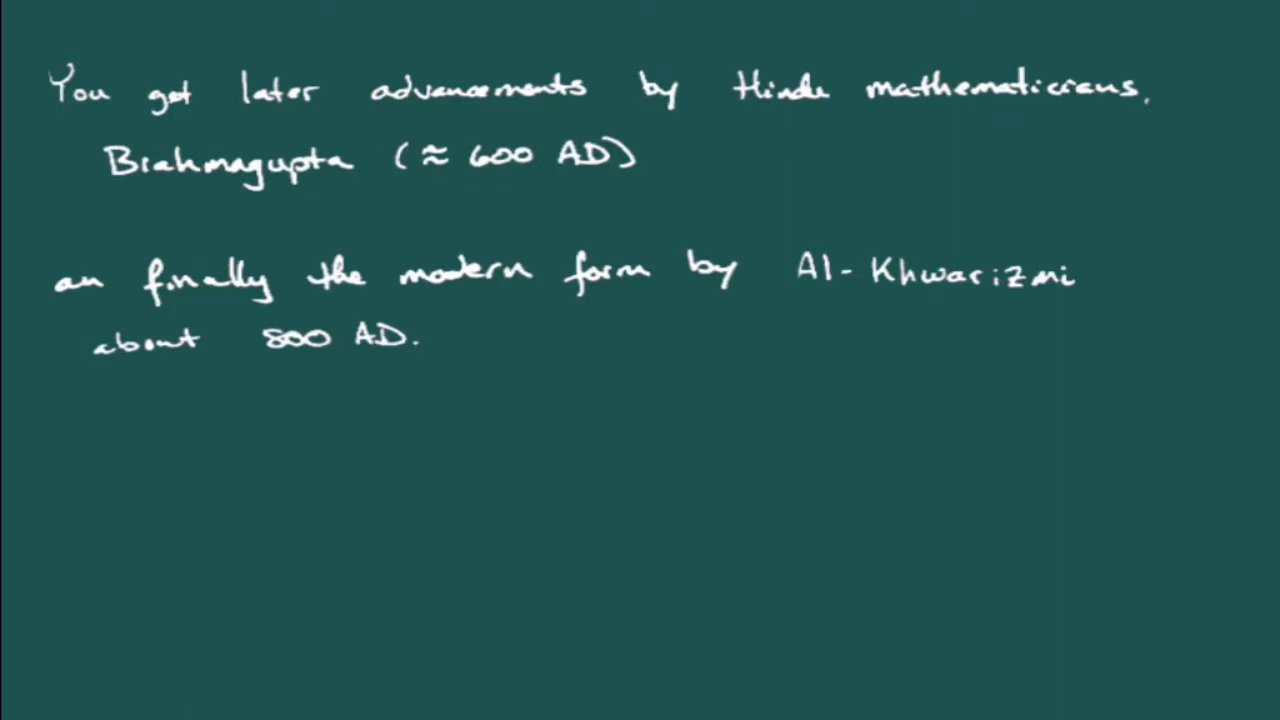 You get later advancements by Hindu mathematicians,
Brahmagupta (≈ 600 AD)
an finally the modern form by Al-Khwarizmi
about 800 AD.